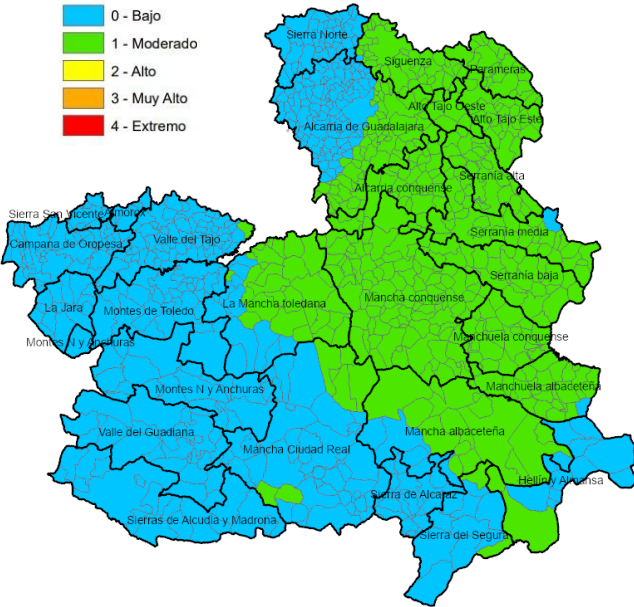 0 - Bajo
1 - Moderado
2 - Alto
3 - Muy Alto
4 - Extremo
Sierra Norte
Sigüenza
Parameras
Alto Tajo Oeste
Alto Tajo Este
Alcarria de Guadalajara
Serranía alta
Alcarria conquense
Sierra San Vicente
Almorox
Campana de Oropesa
Valle del Tajo
Serranía media
Serranía baja
La Jara
Montes de Toledo
La Mancha toledana
Mancha conquense
Manchuela conquense
Montes N y Anchuras
Montes N y Anchuras
Manchuela albaceteña
Valle del Guadiana
Mancha albaceteña
Mancha Ciudad Real
Hellín y Almansa
Sierra de Alcaraz
Sierras de Alcudia y Madrona
Sierra del Segura